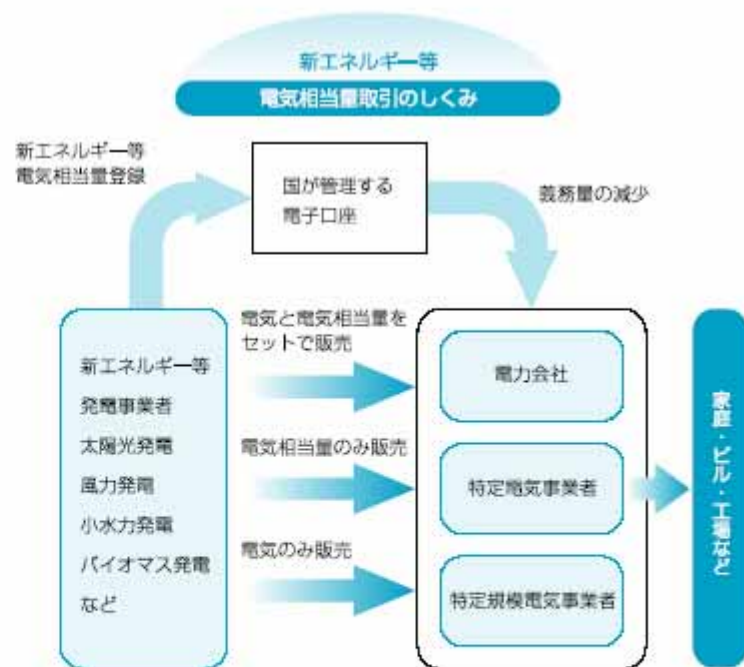 新エネルギー等
電気相当量取引のしくみ
新エネルギー等
電気相当量登録
国が管理する
電子口座
義務量の減少
新エネルギー等
発電事業者
太陽光発電
風力発電
小水力発電
バイオマス発電
など
電気と電気相当量を
セットで販売
電気相当量のみ販売
電気のみ販売
電力会社
特定電気事業者
特定規模電気事業者
家庭・ビル・工場など